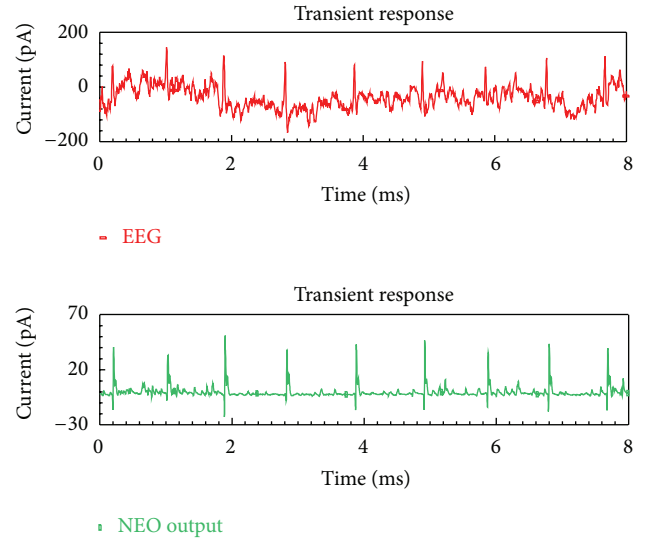 Transient response
200
0
−200
Current (pA)
0 2 4 6 8
Time (ms)
EEG
Transient response
70
20
−30
Current (pA)
0 2 4 6 8
Time (ms)
NEO output